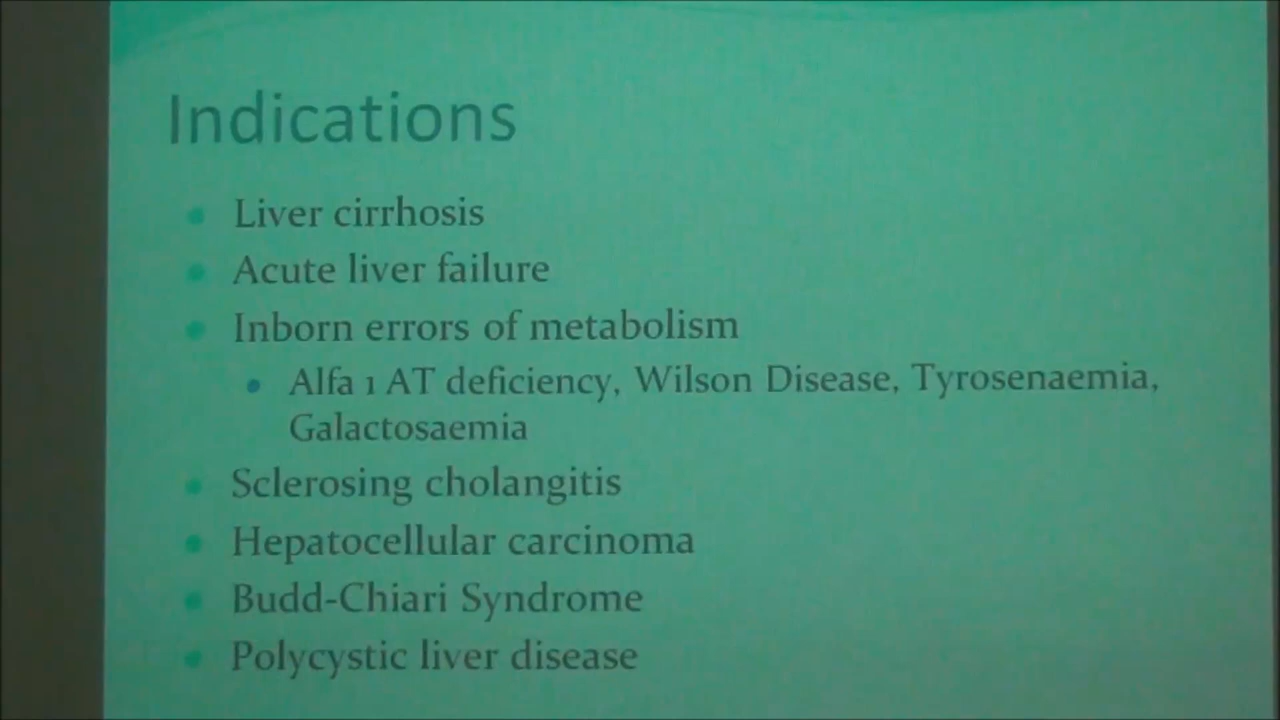 Indications
Liver cirrhosis
Acute liver failure
Inborn errors of metabolism
Alfa 1 AT deficiency, Wilson Disease, Tyrosenaemia,
Galactosaemia
Sclerosing cholangitis
Hepatocellular carcinoma
Budd-Chiari Syndrome
Polycystic liver disease